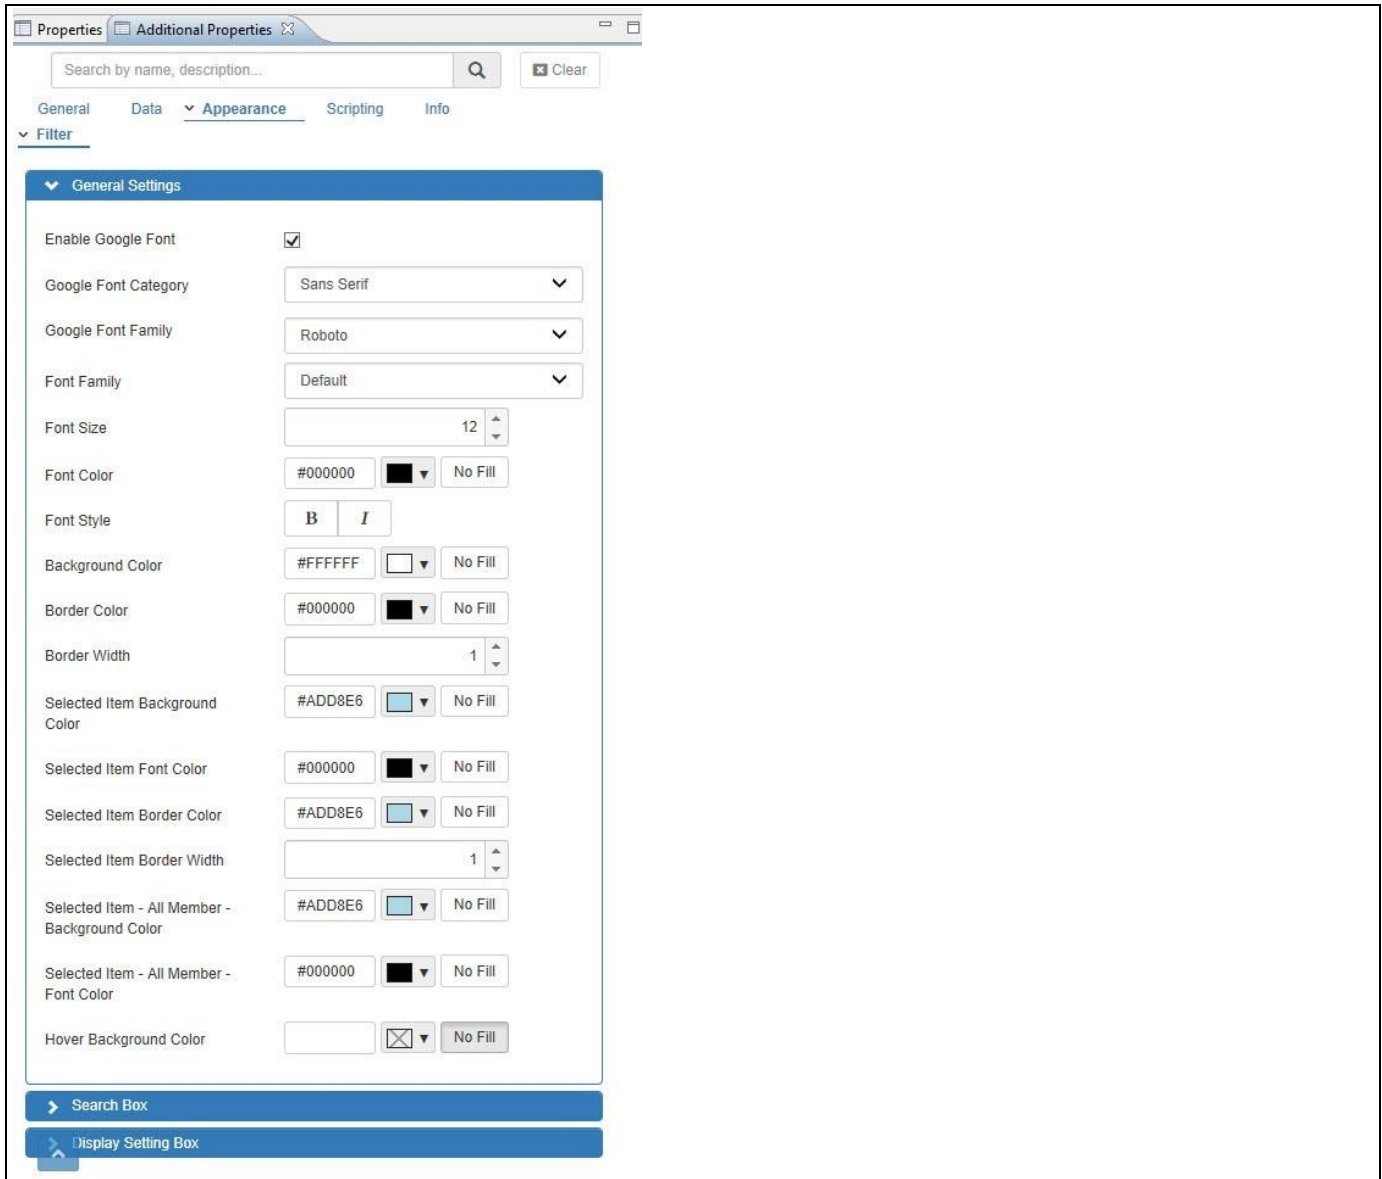 Properties Additional Properties
Search by name, description... Clear
General Data Appearance Scripting Info
Filter
General Settings
Enable Google Font
Google Font Category Sans Serif
Google Font Family Roboto
Font Family Default
Font Size 12
Font Color #000000 No Fill
Font Style B I
Background Color #FFFFFF No Fill
Border Color #000000 No Fill
Border Width 1
Selected Item Background #ADD8E6 No Fill
Color
Selected Item Font Color #000000 No Fill
Selected Item Border Color #ADD8E6 No Fill
Selected Item Border Width 1
Selected Item - All Member - #ADD8E6 No Fill
Background Color
Selected Item - All Member - #000000 No Fill
Font Color
Hover Background Color No Fill
Search Box
Display Setting Box